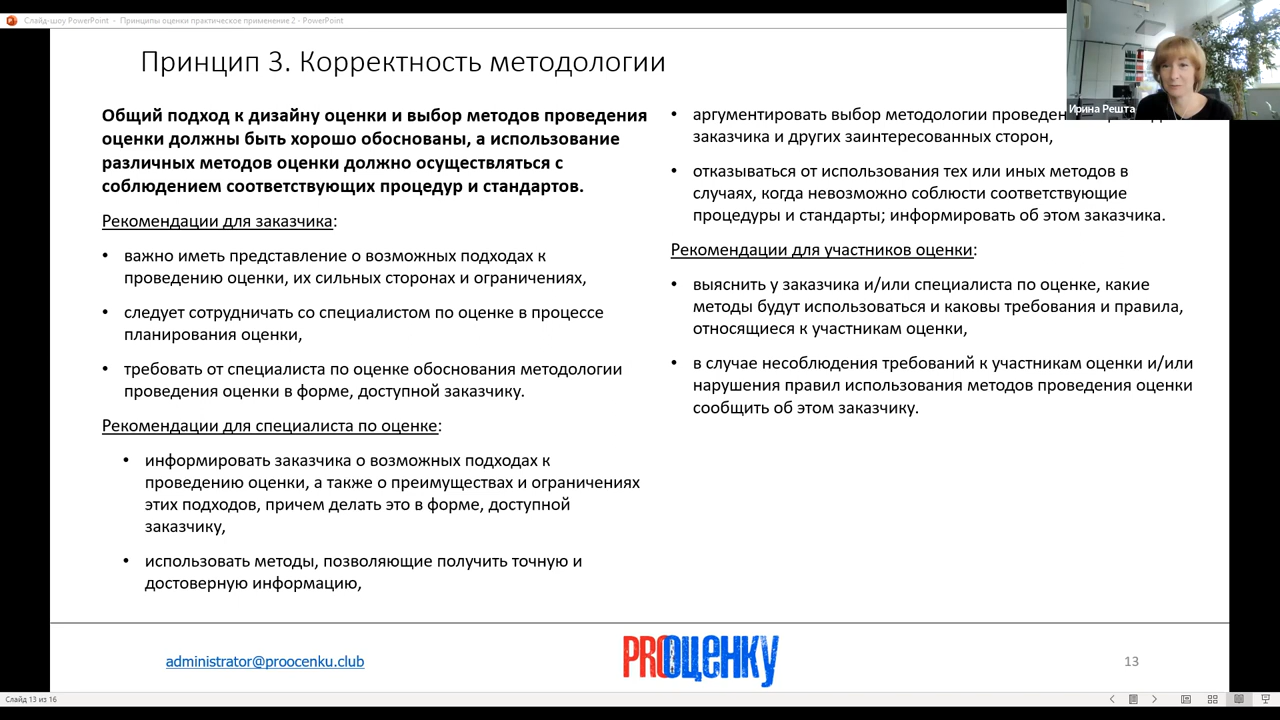 Слайд-шоу PowerPoint - Принципы оценки практическое применение 2 - PowerPoint
Принцип 3. Корректность методологии
Общий подход к дизайну оценки и выбор методов проведения
оценки должны быть хорошо обоснованы, а использование
различных методов оценки должно осуществляться с
соблюдением соответствующих процедур и стандартов.
Рекомендации для заказчика:
• важно иметь представление о возможных подходах к
проведению оценки, их сильных сторонах и ограничениях,
• следует сотрудничать со специалистом по оценке в процессе
планирования оценки,
• требовать от специалиста по оценке обоснования методологии
проведения оценки в форме, доступной заказчику.
Рекомендации для специалиста по оценке:
• информировать заказчика о возможных подходах к
проведению оценки, а также о преимуществах и ограничениях
этих подходов, причем делать это в форме, доступной
заказчику,
• использовать методы, позволяющие получить точную и
достоверную информацию,
• аргументировать выбор методологии
заказчика и других заинтересованных сторон,
• отказываться от использования тех или иных методов в
случаях, когда невозможно соблюсти соответствующие
процедуры и стандарты; информировать об этом заказчика.
Рекомендации для участников оценки:
• выяснить у заказчика и/или специалиста по оценке, какие
методы будут использоваться и каковы требования и правила,
относящиеся к участникам оценки,
• в случае несоблюдения требований к участникам оценки и/или
нарушения правил использования методов проведения оценки
сообщить об этом заказчику.
Ирина Решта
administrator@proocenku.club
PROОЦЕНКУ
13
Слайд 13 из 16